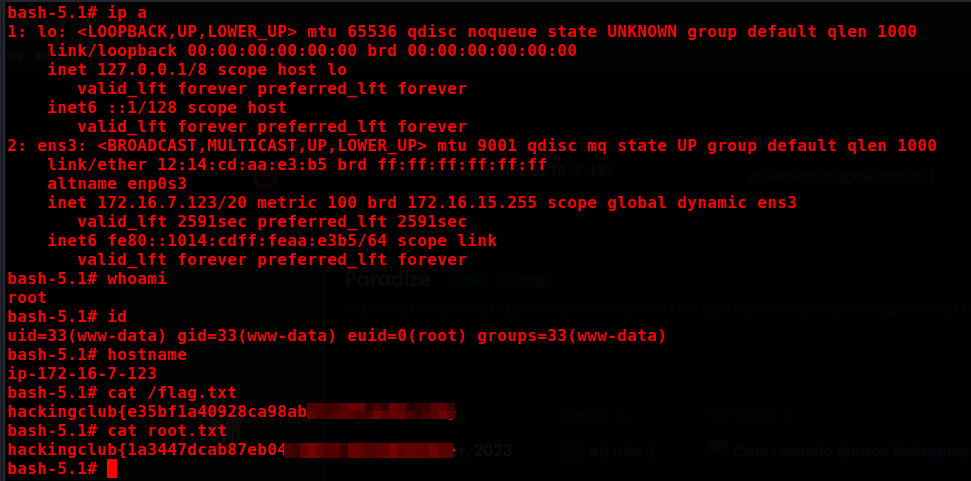 bash-5.1# ip a
1: lo: <LOOPBACK,UP,LOWER_UP> mtu 65536 qdisc noqueue state UNKNOWN group default qlen 1000
    link/loopback 00:00:00:00:00:00 brd 00:00:00:00:00:00
    inet 127.0.0.1/8 scope host lo
       valid_lft forever preferred_lft forever
    inet6 ::1/128 scope host
       valid_lft forever preferred_lft forever
2: ens3: <BROADCAST,MULTICAST,UP,LOWER_UP> mtu 9001 qdisc mq state UP group default qlen 1000
    link/ether 12:14:cd:aa:e3:b5 brd ff:ff:ff:ff:ff:ff
    altname enp0s3
    inet 172.16.7.123/20 metric 100 brd 172.16.15.255 scope global dynamic ens3
       valid_lft 2591sec preferred_lft 2591sec
    inet6 fe80::1014:cdff:feaa:e3b5/64 scope link
       valid_lft forever preferred_lft forever
bash-5.1# whoami
Paradize
root
bash-5.1# id
uid=33(www-data) gid=33(www-data) euid=0(root) groups=33(www-data)
bash-5.1# hostname
ip-172-16-7-123
bash-5.1# cat /flag.txt
hackingclub{e35bf1a40928ca98ab
bash-5.1# cat root.txt
hackingclub{1a3447dcab87eb04
2023 Ah não :( Caio Fabrício Santos Rodrigues
bash-5.1#